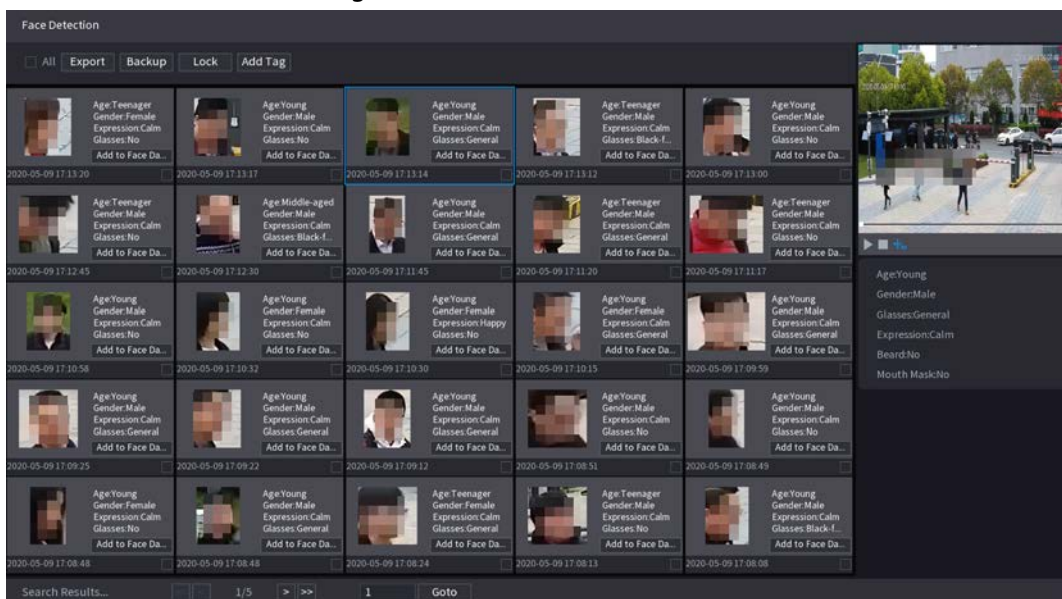 Face Detection
All Export Backup Lock Add Tag
Age:Teenager
Gender:Female
Expression:Calm
Glasses:No
Add to Face Da...
2020-05-09 17:13:20
Age:Young
Gender:Male
Expression:Calm
Glasses:No
Add to Face Da...
2020-05-09 17:13:17
Age:Young
Gender:Male
Expression:Calm
Glasses:General
Add to Face Da...
2020-05-09 17:13:14
Age:Teenager
Gender:Male
Expression:Calm
Glasses:Black-f...
Add to Face Da...
2020-05-09 17:13:12
Age:Young
Gender:Male
Expression:Calm
Glasses:No
Add to Face Da...
2020-05-09 17:13:00
Age:Teenager
Gender:Male
Expression:Calm
Glasses:No
Add to Face Da...
2020-05-09 17:12:45
Age:Middle-aged
Gender:Male
Expression:Calm
Glasses:Black-f...
Add to Face Da...
2020-05-09 17:12:30
Age:Young
Gender:Male
Expression:Calm
Glasses:General
Add to Face Da...
2020-05-09 17:11:45
Age:Teenager
Gender:Male
Expression:Calm
Glasses:General
Add to Face Da...
2020-05-09 17:11:20
Age:Teenager
Gender:Male
Expression:Calm
Glasses:No
Add to Face Da...
2020-05-09 17:11:17
Age:Young
Gender:Male
Expression:Calm
Glasses:No
Add to Face Da...
2020-05-09 17:10:58
Age:Young
Gender:Female
Expression:Calm
Glasses:No
Add to Face Da...
2020-05-09 17:10:32
Age:Young
Gender:Female
Expression:Happy
Glasses:No
Add to Face Da...
2020-05-09 17:10:30
Age:Young
Gender:Female
Expression:Calm
Glasses:General
Add to Face Da...
2020-05-09 17:10:15
Age:Young
Gender:Male
Expression:Calm
Glasses:General
Add to Face Da...
2020-05-09 17:09:59
Age:Young
Gender:Male
Expression:Calm
Glasses:General
Add to Face Da...
2020-05-09 17:09:25
Age:Young
Gender:Male
Expression:Calm
Glasses:General
Add to Face Da...
2020-05-09 17:09:22
Age:Young
Gender:Male
Expression:Calm
Glasses:General
Add to Face Da...
2020-05-09 17:09:12
Age:Young
Gender:Male
Expression:Calm
Glasses:No
Add to Face Da...
2020-05-09 17:08:51
Age:Young
Gender:Male
Expression:Calm
Glasses:No
Add to Face Da...
2020-05-09 17:08:49
Age:Young
Gender:Female
Expression:Calm
Glasses:No
Add to Face Da...
2020-05-09 17:08:48
Age:Young
Gender:Male
Expression:Calm
Glasses:General
Add to Face Da...
2020-05-09 17:08:48
Age:Teenager
Gender:Female
Expression:Calm
Glasses:General
Add to Face Da...
2020-05-09 17:08:24
Age:Teenager
Gender:Male
Expression:Calm
Glasses:No
Add to Face Da...
2020-05-09 17:08:13
Age:Young
Gender:Male
Expression:Calm
Glasses:Black-f...
Add to Face Da...
2020-05-09 17:08:08
Age:Young
Gender:Male
Glasses:General
Expression:Calm
Beard:No
Mouth Mask:No
Search Results... 1/5 > >> 1 Goto